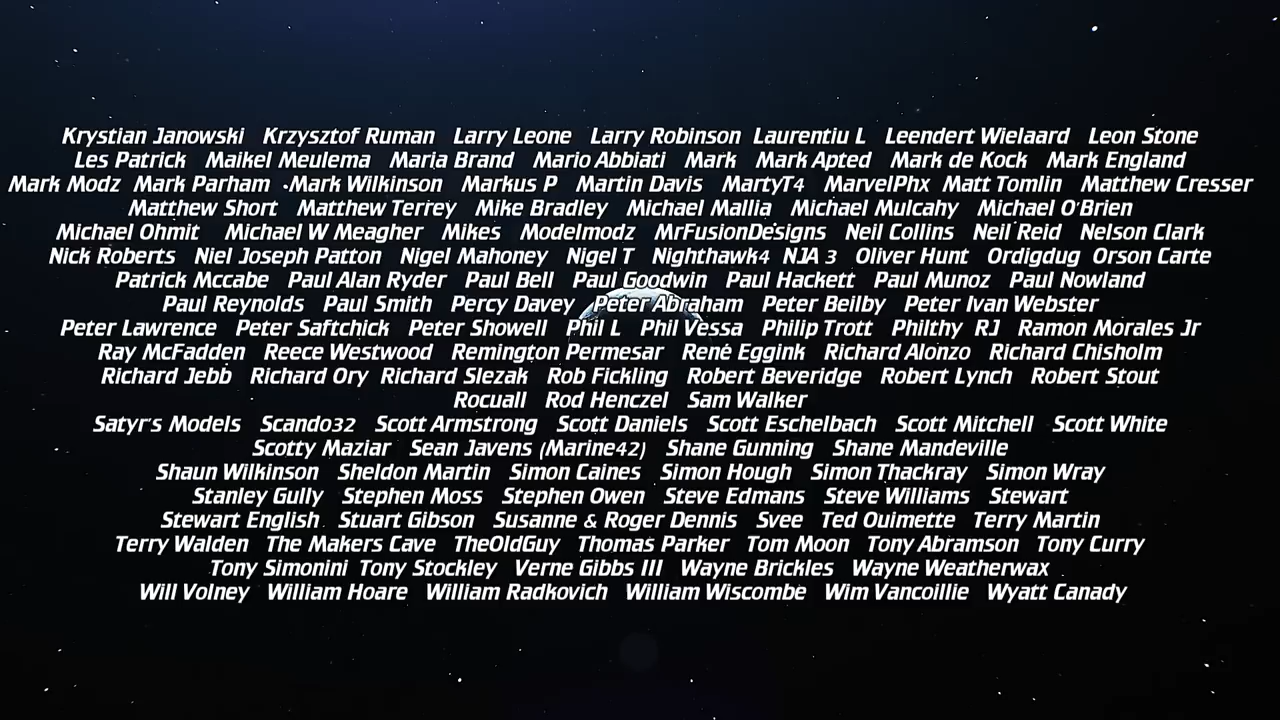 Krystian Janowski Krzysztof Ruman Larry Leone Larry Robinson Laurentiu L Leendert Wielaard Leon Stone
Les Patrick Maikel Meulema Maria Brand Mario Abbiati Mark Mark Apted Mark de Kock Mark England
Mark Modz Mark Parham Mark Wilkinson Markus P Martin Davis MartyT4 MarvelPhx Matt Tomlin Matthew Cresser
Matthew Short Matthew Terrey Mike Bradley Michael Mallia Michael Mulcahy Michael O'Brien
Michael Ohmit Michael W Meagher Mikes Modelmodz MrFusionDesigns Neil Collins Neil Reid Nelson Clark
Nick Roberts Niel Joseph Patton Nigel Mahoney Nigel T Nighthawk4 NJA 3 Oliver Hunt Ordigdug Orson Carte
Patrick Mccabe Paul Alan Ryder Paul Bell Paul Goodwin Paul Hackett Paul Munoz Paul Nowland
Paul Reynolds Paul Smith Percy Davey Peter Abraham Peter Beilby Peter Ivan Webster
Peter Lawrence Peter Saftchick Peter Showell Phil L Phil Vessa Philip Trott Philthy RJ Ramon Morales Jr
Ray McFadden Reece Westwood Remington Permesar René Eggink Richard Alonzo Richard Chisholm
Richard Jebb Richard Ory Richard Slezak Rob Fickling Robert Beveridge Robert Lynch Robert Stout
Rocuall Rod Henczel Sam Walker
Satyr's Models Scando32 Scott Armstrong Scott Daniels Scott Eschelbach Scott Mitchell Scott White
Scotty Maziar Sean Javens (Marine42) Shane Gunning Shane Mandeville
Shaun Wilkinson Sheldon Martin Simon Caines Simon Hough Simon Thackray Simon Wray
Stanley Gully Stephen Moss Stephen Owen Steve Edmans Steve Williams Stewart
Stewart English Stuart Gibson Susanne & Roger Dennis Svee Ted Ouimette Terry Martin
Terry Walden The Makers Cave TheOldGuy Thomas Parker Tom Moon Tony Abramson Tony Curry
Tony Simonini Tony Stockley Verne Gibbs III Wayne Brickles Wayne Weatherwax
Will Volney William Hoare William Radkovich William Wiscombe Wim Vancoillie Wyatt Canady